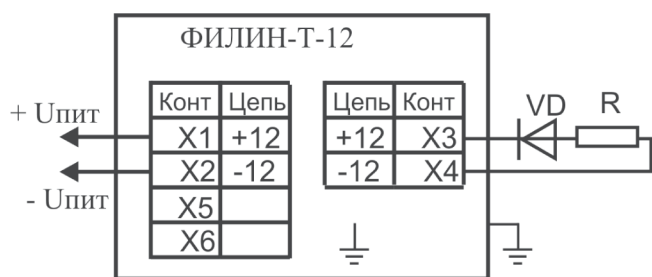 ФИЛИН-Т-12
+ Uпит
- Uпит
Конт Цепь
X1 +12
X2 -12
X5
X6
Цепь Конт
+12 X3
-12 X4
VD R